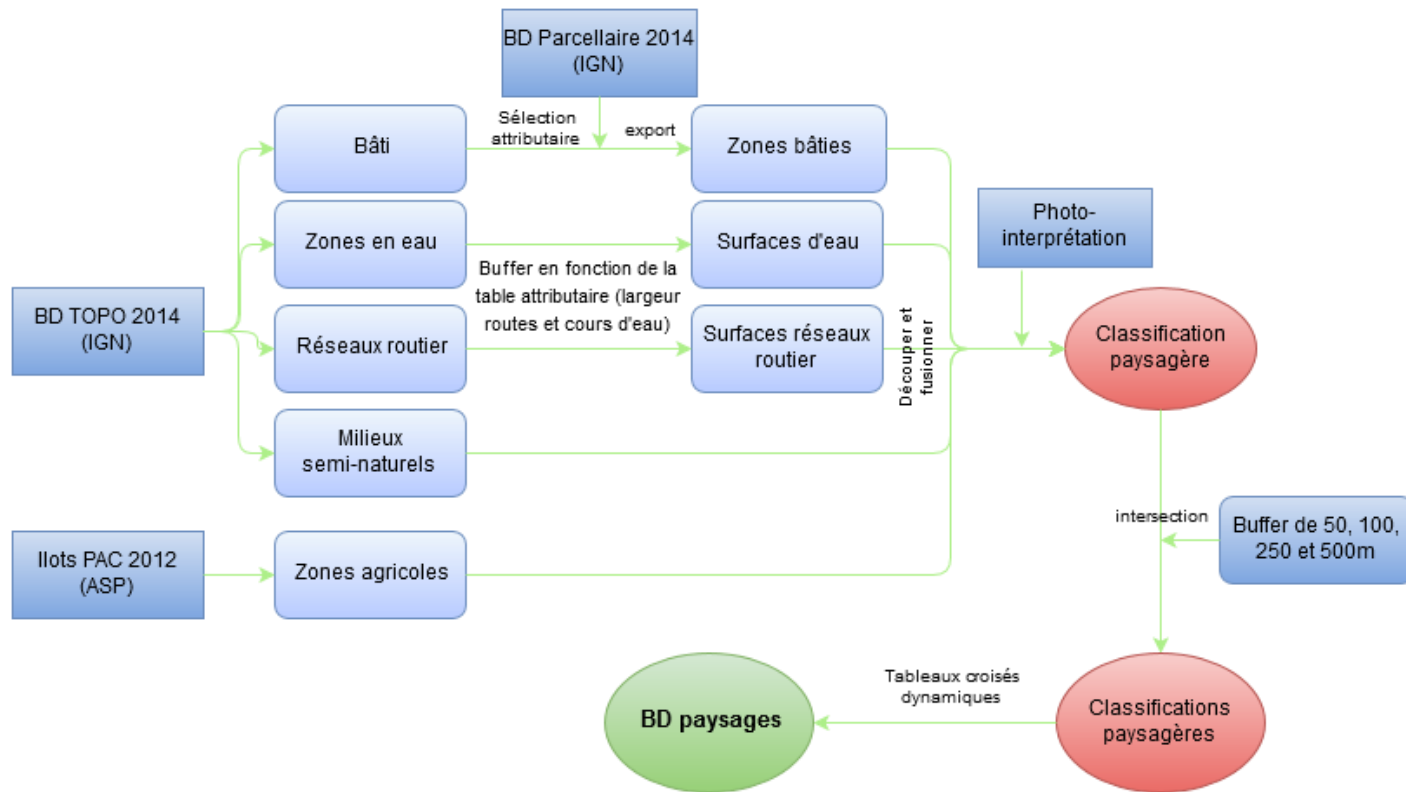 BD Parcellaire 2014
(IGN)
Sélection
attributaire
export
Bâti
Zones bâties
Photo-
interprétation
Zones en eau
Surfaces d'eau
Buffer en fonction de la
table attributaire (largeur
routes et cours d'eau)
BD TOPO 2014
(IGN)
Réseaux routier
Surfaces réseaux
routier
Découper et
fusionner
Classification
paysagère
Milieux
semi-naturels
intersection
Buffer de 50, 100,
250 et 500m
Ilots PAC 2012
(ASP)
Zones agricoles
Tableaux croisés
dynamiques
BD paysages
Classifications
paysagères